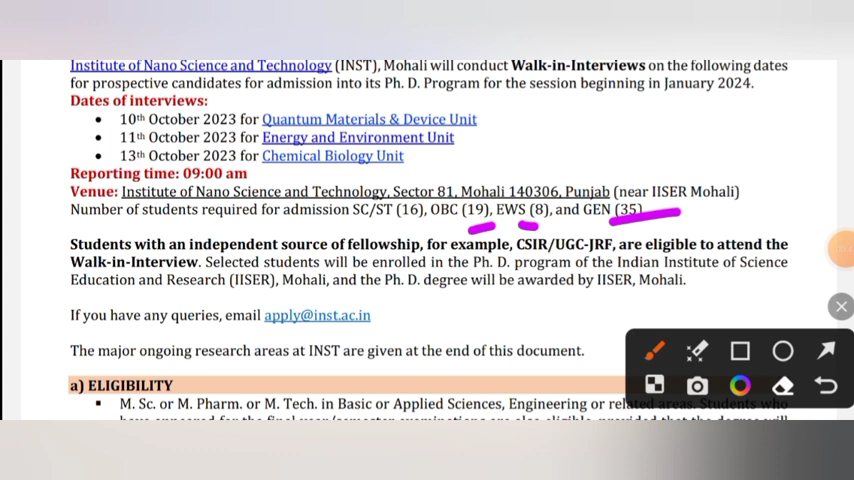 Institute of Nano Science and Technology (INST), Mohali will conduct Walk-in-Interviews on the following dates
for prospective candidates for admission into its Ph. D. Program for the session beginning in January 2024.
Dates of interviews:
• 10th October 2023 for Quantum Materials & Device Unit
• 11th October 2023 for Energy and Environment Unit
• 13th October 2023 for Chemical Biology Unit
Reporting time: 09:00 am
Venue: Institute of Nano Science and Technology, Sector 81, Mohali 140306, Punjab (near IISER Mohali)
Number of students required for admission SC/ST (16), OBC (19), EWS (8), and GEN (35)
Students with an independent source of fellowship, for example, CSIR/UGC-JRF, are eligible to attend the
Walk-in-Interview. Selected students will be enrolled in the Ph. D. program of the Indian Institute of Science
Education and Research (IISER), Mohali, and the Ph. D. degree will be awarded by IISER, Mohali.
If you have any queries, email apply@inst.ac.in
The major ongoing research areas at INST are given at the end of this document.
a) ELIGIBILITY
▪ M. Sc. or M. Pharm. or M. Tech. in Basic or Applied Sciences, Engineering or related areas. Students who